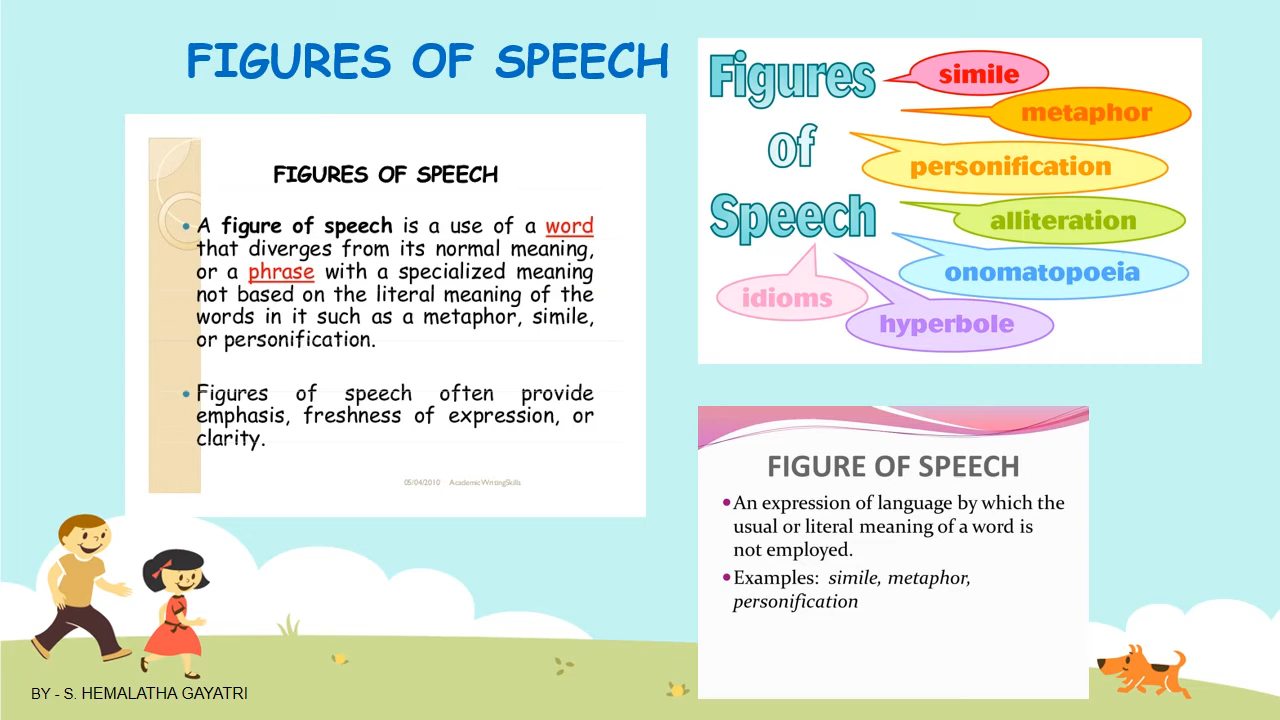 FIGURES OF SPEECH
FIGURES OF SPEECH
• A figure of speech is a use of a word
that diverges from its normal meaning,
or a phrase with a specialized meaning
not based on the literal meaning of the
words in it such as a metaphor, simile,
or personification.
• Figures of speech often provide
emphasis, freshness of expression, or
clarity.
05/04/2010 AcademicWritingSkills
Figures
of
Speech
simile
metaphor
personification
alliteration
onomatopoeia
idioms
hyperbole
FIGURE OF SPEECH
• An expression of language by which the
usual or literal meaning of a word is
not employed.
• Examples: simile, metaphor,
personification
BY - S. HEMALATHA GAYATRI